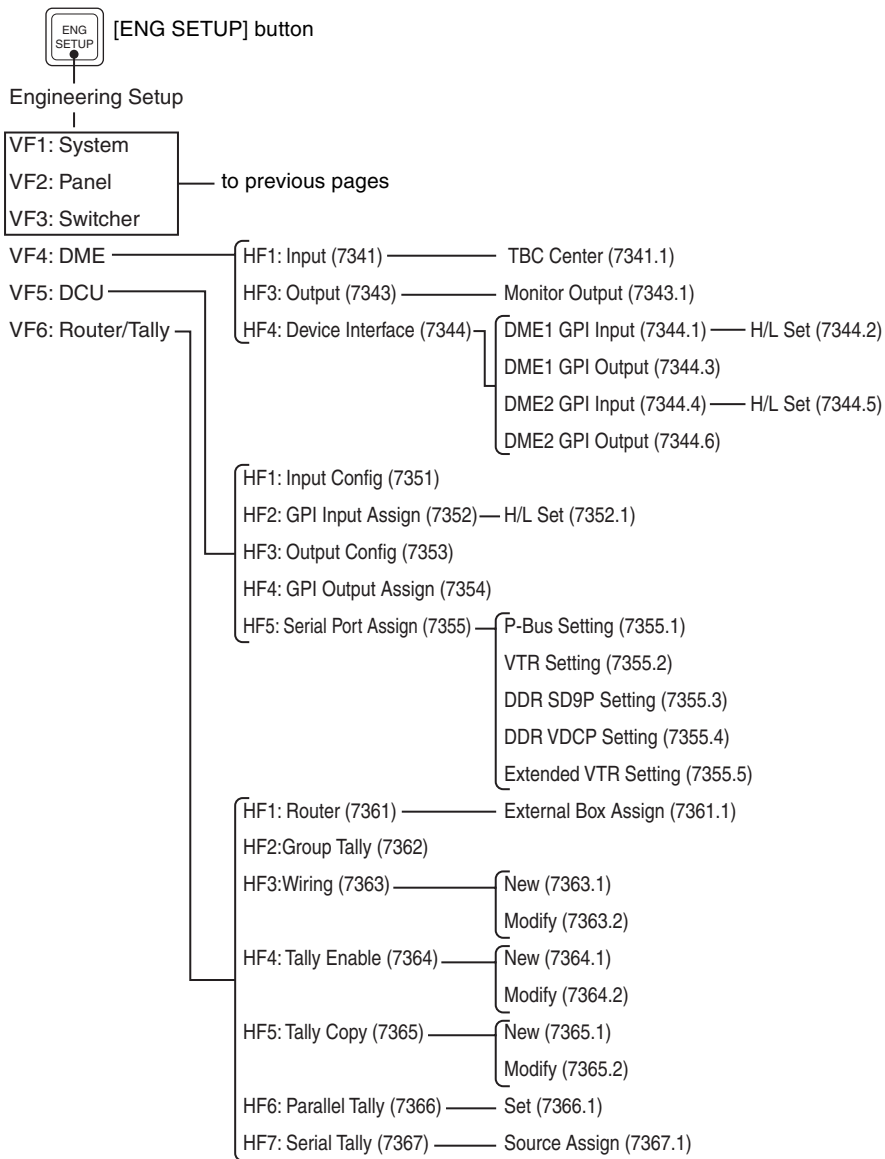 ENG
SETUP
[ENG SETUP] button
Engineering Setup
VF1: System
VF2: Panel
to previous pages
VF3: Switcher
VF4: DME
HF1: Input (7341)
TBC Center (7341.1)
VF5: DCU
HF3: Output (7343)
Monitor Output (7343.1)
VF6: Router/Tally
HF4: Device Interface (7344)
DME1 GPI Input (7344.1)
H/L Set (7344.2)
DME1 GPI Output (7344.3)
DME2 GPI Input (7344.4)
H/L Set (7344.5)
DME2 GPI Output (7344.6)
HF1: Input Config (7351)
HF2: GPI Input Assign (7352)
H/L Set (7352.1)
HF3: Output Config (7353)
HF4: GPI Output Assign (7354)
HF5: Serial Port Assign (7355)
P-Bus Setting (7355.1)
VTR Setting (7355.2)
DDR SD9P Setting (7355.3)
DDR VDCP Setting (7355.4)
Extended VTR Setting (7355.5)
HF1: Router (7361)
External Box Assign (7361.1)
HF2:Group Tally (7362)
HF3:Wiring (7363)
New (7363.1)
Modify (7363.2)
HF4: Tally Enable (7364)
New (7364.1)
Modify (7364.2)
HF5: Tally Copy (7365)
New (7365.1)
Modify (7365.2)
HF6: Parallel Tally (7366)
Set (7366.1)
HF7: Serial Tally (7367)
Source Assign (7367.1)